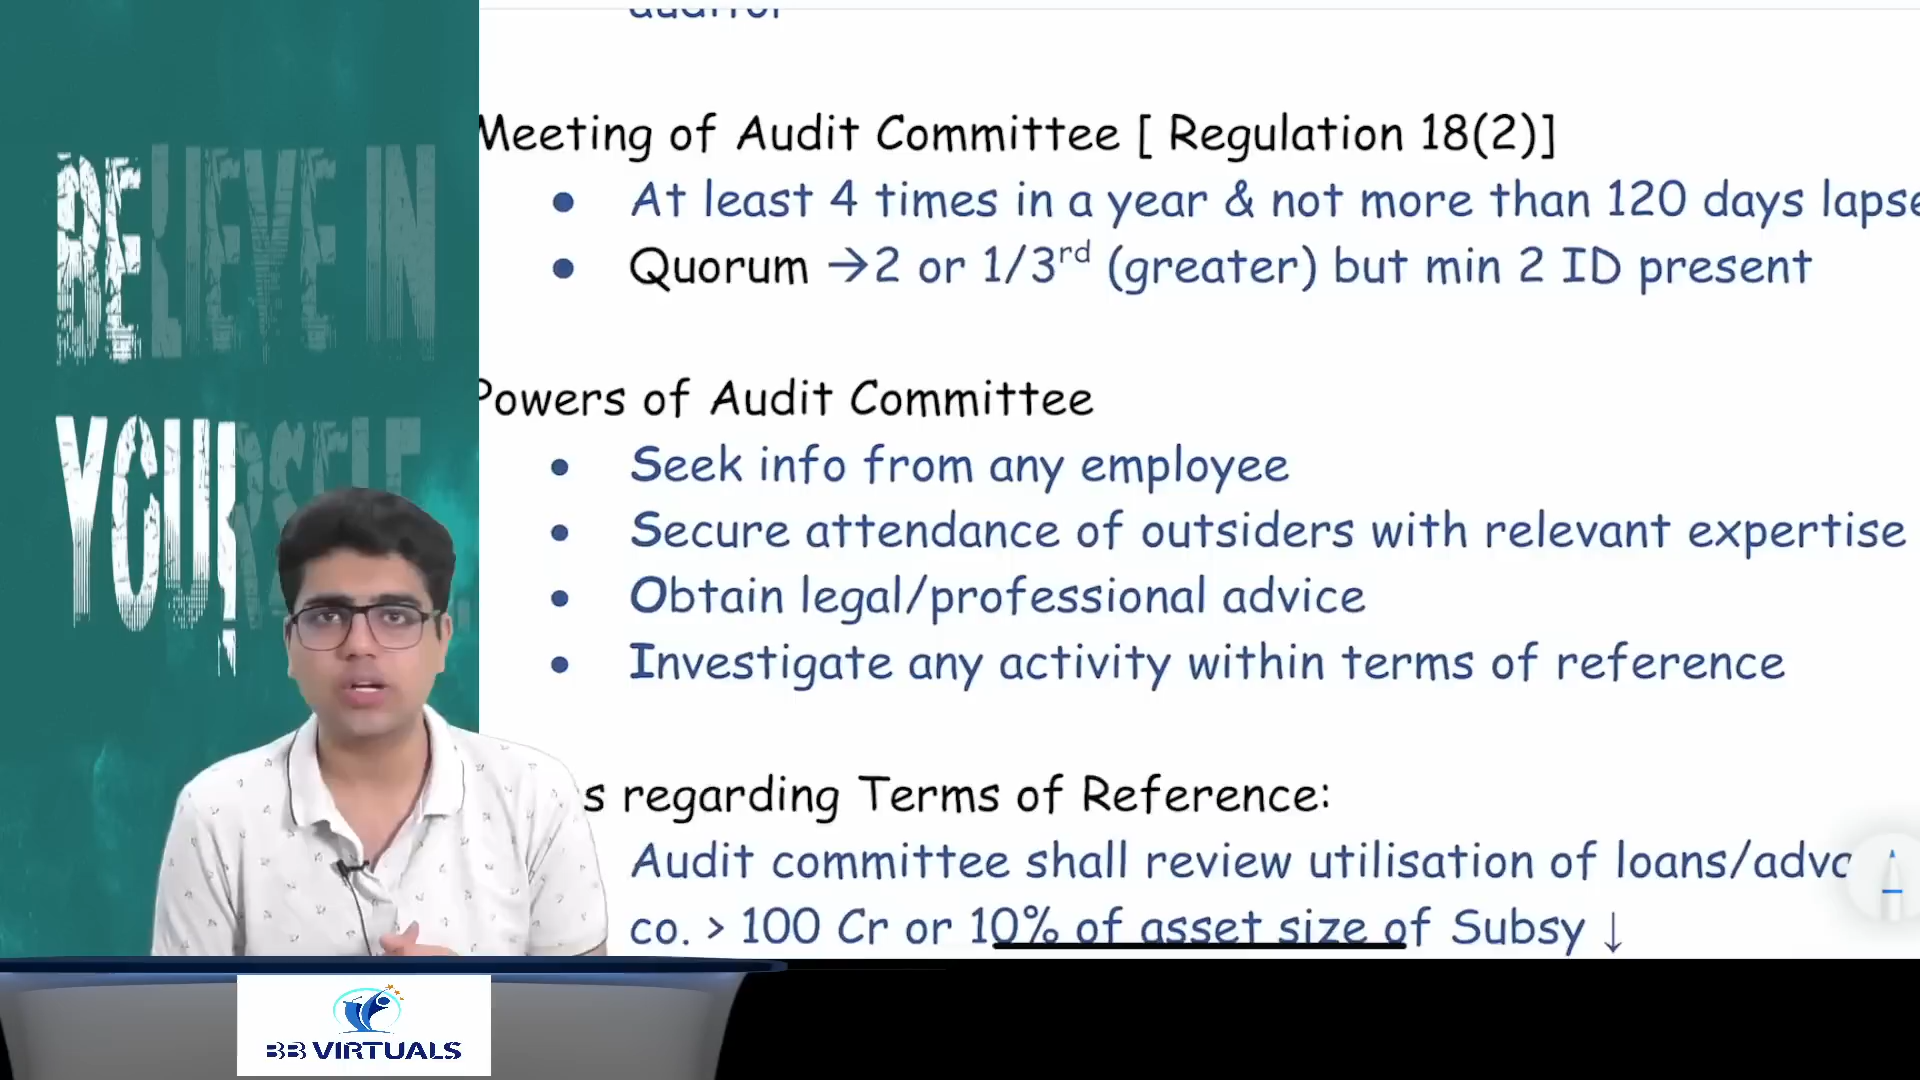 BELIEVE IN
auditor
Meeting of Audit Committee [ Regulation 18(2)]
• At least 4 times in a year & not more than 120 days lapse
• Quorum →2 or 1/3rd (greater) but min 2 ID present
Powers of Audit Committee
• Seek info from any employee
• Secure attendance of outsiders with relevant expertise
• Obtain legal/professional advice
• Investigate any activity within terms of reference
regarding Terms of Reference:
Audit committee shall review utilisation of loans/adva
co. > 100 Cr or 10% of asset size of Subsy ↓
BB VIRTUALS